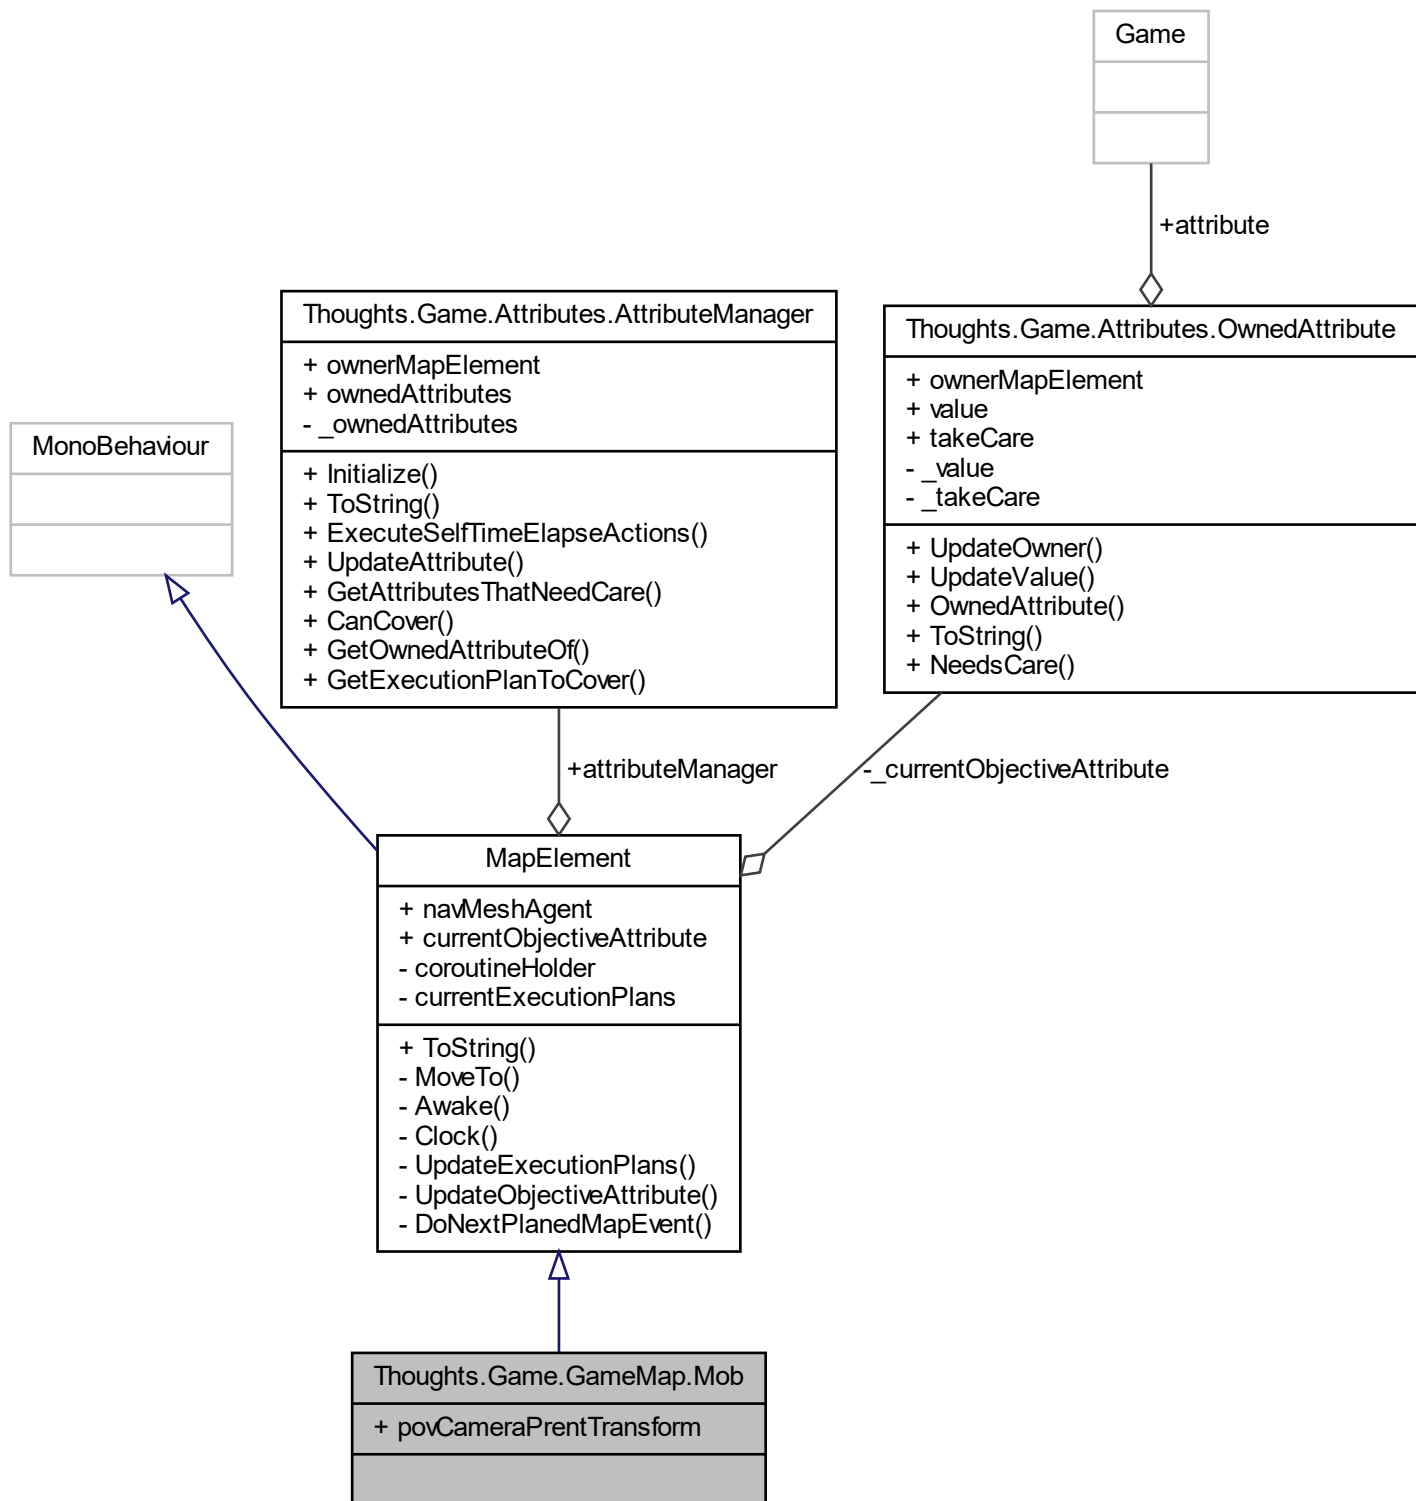 Game
+attribute
Thoughts.Game.Attributes.AttributeManager
+ ownerMapElement
+ ownedAttributes
- _ownedAttributes
+ Initialize()
+ ToString()
+ ExecuteSelfTimeElapseActions()
+ UpdateAttribute()
+ GetAttributesThatNeedCare()
+ CanCover()
+ GetOwnedAttributeOf()
+ GetExecutionPlanToCover()
Thoughts.Game.Attributes.OwnedAttribute
+ ownerMapElement
+ value
+ takeCare
- _value
- _takeCare
+ UpdateOwner()
+ UpdateValue()
+ OwnedAttribute()
+ ToString()
+ NeedsCare()
MonoBehaviour
+attributeManager
-_currentObjectiveAttribute
MapElement
+ navMeshAgent
+ currentObjectiveAttribute
- coroutineHolder
- currentExecutionPlans
+ ToString()
- MoveTo()
- Awake()
- Clock()
- UpdateExecutionPlans()
- UpdateObjectiveAttribute()
- DoNextPlanedMapEvent()
Thoughts.Game.GameMap.Mob
+ povCameraPrentTransform